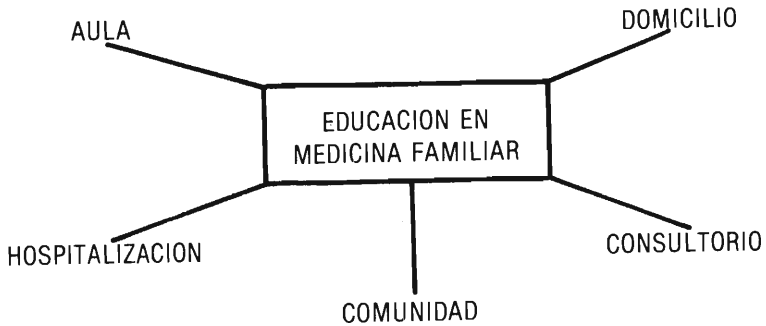 AULA
DOMICILIO
EDUCACION EN
MEDICINA FAMILIAR
HOSPITALIZACION
CONSULTORIO
COMUNIDAD